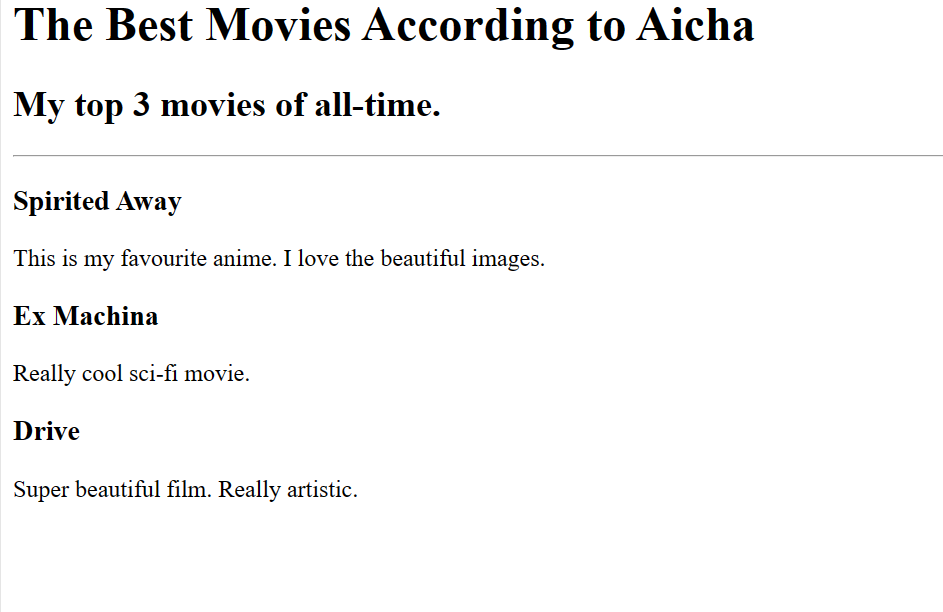 The Best Movies According to Aicha
My top 3 movies of all-time.
Spirited Away
This is my favourite anime. I love the beautiful images.
Ex Machina
Really cool sci-fi movie.
Drive
Super beautiful film. Really artistic.